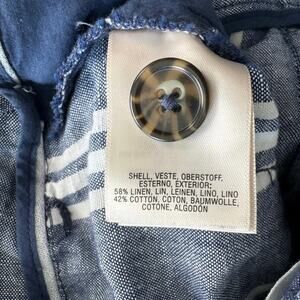 SHELL, VESTE, OBERSTOFF,
ESTERNO, EXTERIOR:
58% LINEN, LIN, LEINEN, LINO, LINO
42% COTTON, COTON, BAUMWOLLE,
COTONE, ALGODÓN